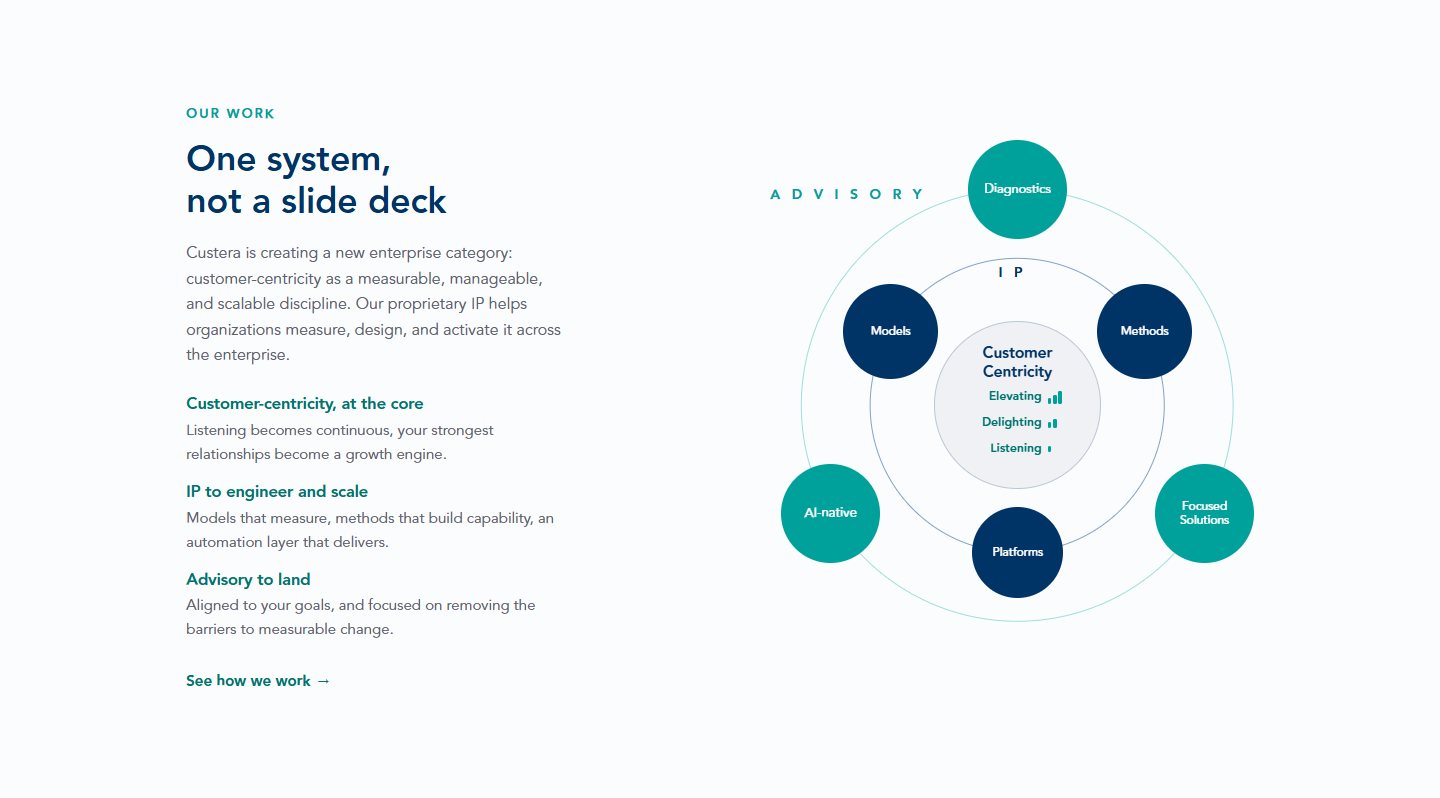 OUR WORK
One system,
not a slide deck
Custera is creating a new enterprise category:
customer-centricity as a measurable, manageable,
and scalable discipline. Our proprietary IP helps
organizations measure, design, and activate it across
the enterprise.
Customer-centricity, at the core
Listening becomes continuous, your strongest
relationships become a growth engine.
IP to engineer and scale
Models that measure, methods that build capability, an
automation layer that delivers.
Advisory to land
Aligned to your goals, and focused on removing the
barriers to measurable change.
See how we work →
ADVISORY
Diagnostics
IP
Models
Methods
Customer
Centricity
Elevating
Delighting
Listening
AI-native
Focused
Solutions
Platforms